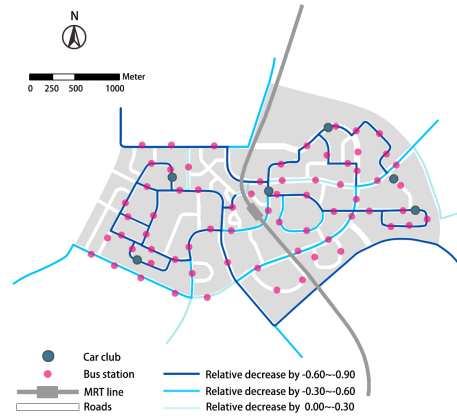 N
Meter
0 250 500 1000
Car club
Bus station
MRT line
Roads
Relative decrease by -0.60~-0.90
Relative decrease by -0.30~-0.60
Relative decrease by 0.00~-0.30